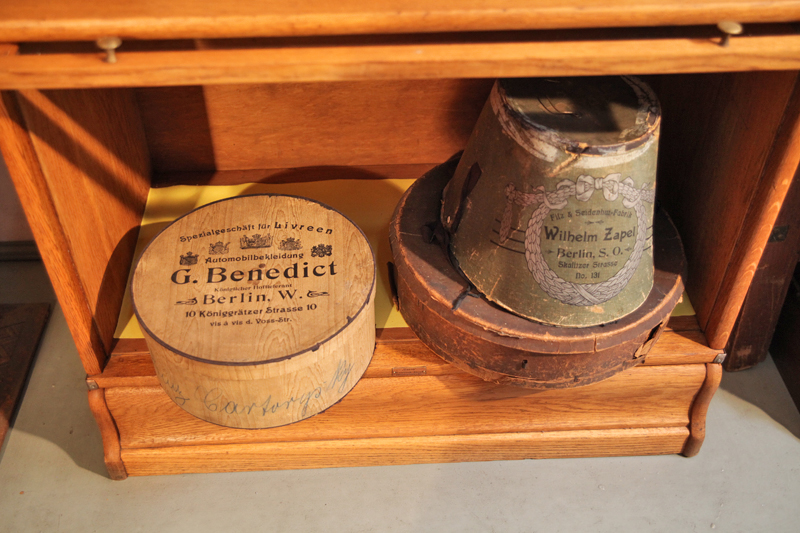 Spezialgeschäft für Livreen
Automobilbekleidung
G. Benedict
Königlicher Hoflieferant
Berlin, W.
10 Königgrätzer Strasse 10
vis à vis d. Voss-Str.
Filz & Seidenhut-Fabrik
Wilhelm Zapel
Berlin, S. O.
Skalitzer Strasse
No. 131